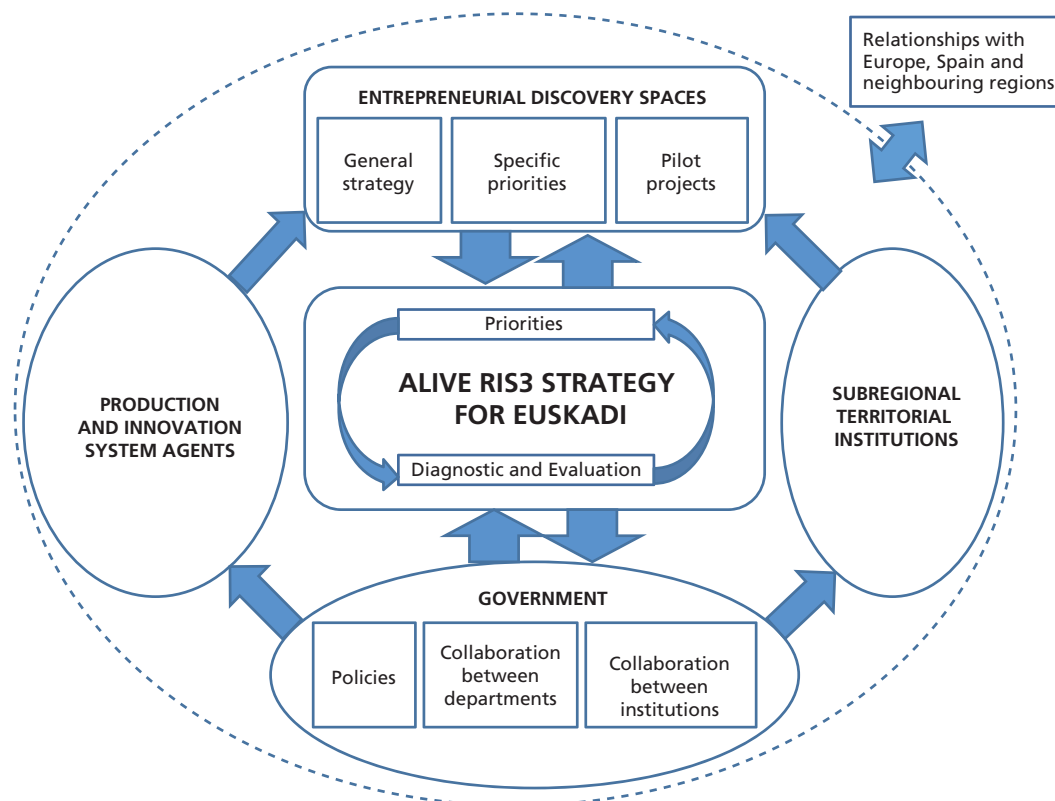 Relationships with
Europe, Spain and
neighbouring regions
ENTREPRENEURIAL DISCOVERY SPACES
General
strategy
Specific
priorities
Pilot
projects
Priorities
ALIVE RIS3 STRATEGY
FOR EUSKADI
Diagnostic and Evaluation
PRODUCTION
AND INNOVATION
SYSTEM AGENTS
SUBREGIONAL
TERRITORIAL
INSTITUTIONS
GOVERNMENT
Policies
Collaboration
between
departments
Collaboration
between
institutions